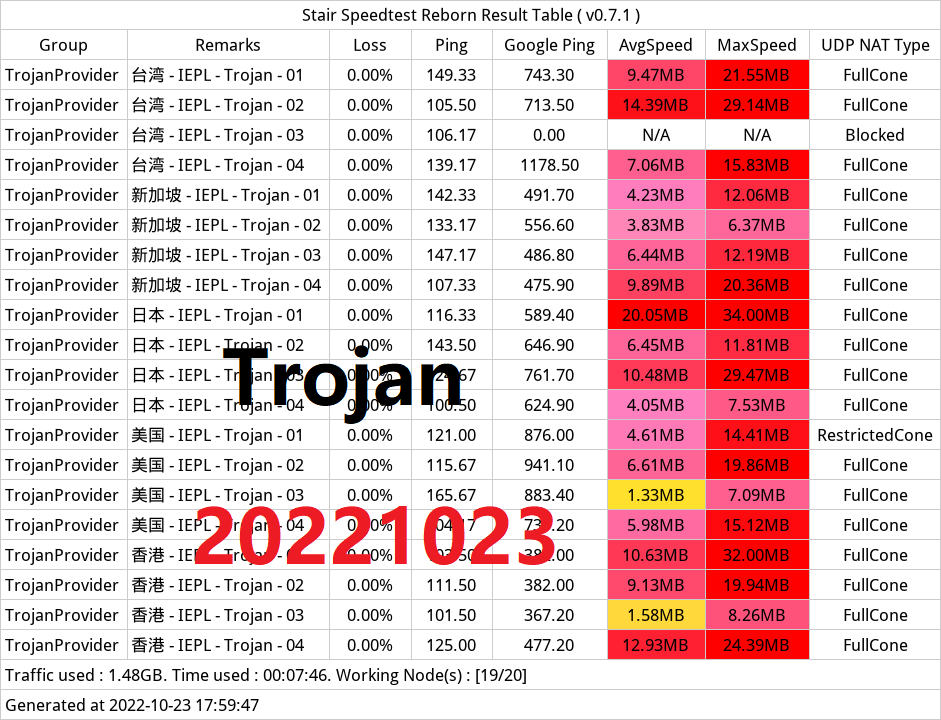 Stair Speedtest Reborn Result Table ( v0.7.1 )
Group Remarks Loss Ping Google Ping AvgSpeed MaxSpeed UDP NAT Type
TrojanProvider 台湾 - IEPL - Trojan - 01 0.00% 149.33 743.30 9.47MB 21.55MB FullCone
TrojanProvider 台湾 - IEPL - Trojan - 02 0.00% 105.50 713.50 14.39MB 29.14MB FullCone
TrojanProvider 台湾 - IEPL - Trojan - 03 0.00% 106.17 0.00 N/A N/A Blocked
TrojanProvider 台湾 - IEPL - Trojan - 04 0.00% 139.17 1178.50 7.06MB 15.83MB FullCone
TrojanProvider 新加坡 - IEPL - Trojan - 01 0.00% 142.33 491.70 4.23MB 12.06MB FullCone
TrojanProvider 新加坡 - IEPL - Trojan - 02 0.00% 133.17 556.60 3.83MB 6.37MB FullCone
TrojanProvider 新加坡 - IEPL - Trojan - 03 0.00% 147.17 486.80 6.44MB 12.19MB FullCone
TrojanProvider 新加坡 - IEPL - Trojan - 04 0.00% 107.33 475.90 9.89MB 20.36MB FullCone
TrojanProvider 日本 - IEPL - Trojan - 01 0.00% 116.33 589.40 20.05MB 34.00MB FullCone
TrojanProvider 日本 - IEPL - Trojan - 02 0.00% 143.50 646.90 6.45MB 11.81MB FullCone
TrojanProvider 日本 - IEPL - 03 0.00% 761.70 10.48MB 29.47MB FullCone
Trojan
TrojanProvider 日本 - IEPL - Trojan - 04 0.00% 100.50 624.90 4.05MB 7.53MB FullCone
TrojanProvider 美国 - IEPL - Trojan - 01 0.00% 121.00 876.00 4.61MB 14.41MB RestrictedCone
TrojanProvider 美国 - IEPL - Trojan - 02 0.00% 115.67 941.10 6.61MB 19.86MB FullCone
TrojanProvider 美国 - IEPL - Trojan - 03 0.00% 165.67 883.40 1.33MB 7.09MB FullCone
TrojanProvider 美国 - IEPL - Trojan - 04 0.00% 5.98MB 15.12MB FullCone
20221023
TrojanProvider 香港 - IEPL - Trojan - 0.00% 10.63MB 32.00MB FullCone
TrojanProvider 香港 - IEPL - Trojan - 02 0.00% 111.50 382.00 9.13MB 19.94MB FullCone
TrojanProvider 香港 - IEPL - Trojan - 03 0.00% 101.50 367.20 1.58MB 8.26MB FullCone
TrojanProvider 香港 - IEPL - Trojan - 04 0.00% 125.00 477.20 12.93MB 24.39MB FullCone
Traffic used : 1.48GB. Time used : 00:07:46. Working Node(s) : [19/20]
Generated at 2022-10-23 17:59:47